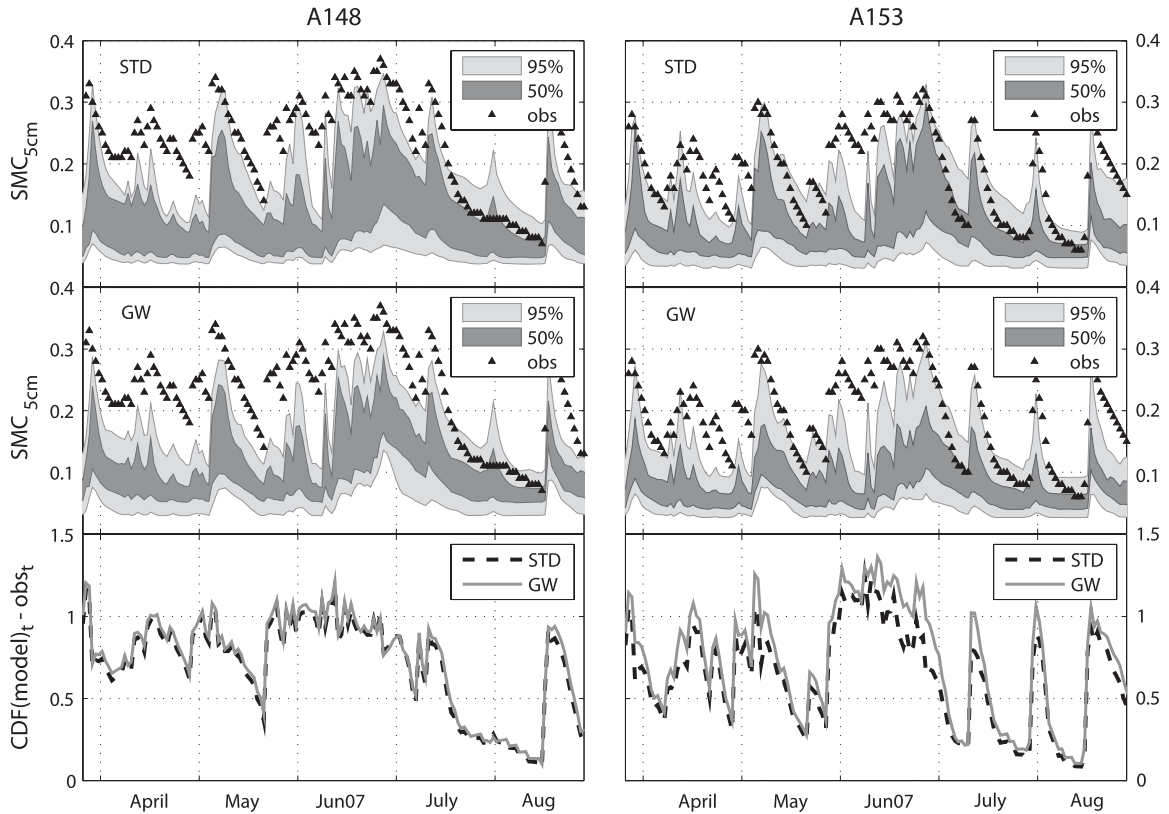 A148
A153
0.4
0.3
0.2
0.1
SMC5cm
STD
95%
50%
obs
STD
95%
50%
obs
0.4
0.3
0.2
0.1
0.4
0.3
0.2
0.1
SMC5cm
GW
95%
50%
obs
GW
95%
50%
obs
0.4
0.3
0.2
0.1
1.5
1
0.5
0
CDF(model)t - obst
STD
GW
STD
GW
1.5
1
0.5
0
April
May
Jun07
July
Aug
April
May
Jun07
July
Aug